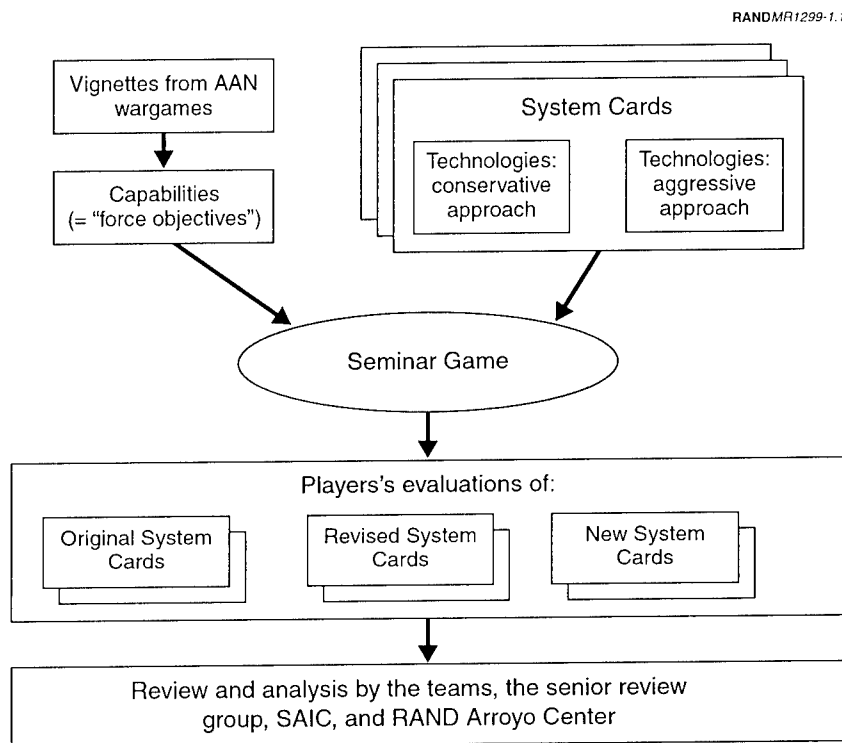 RANDMR1299-1.1
Vignettes from AAN
wargames
Capabilities
(= "force objectives")
System Cards
Technologies:
conservative
approach
Technologies:
aggressive
approach
Seminar Game
Players's evaluations of:
Original System
Cards
Revised System
Cards
New System
Cards
Review and analysis by the teams, the senior review
group, SAIC, and RAND Arroyo Center